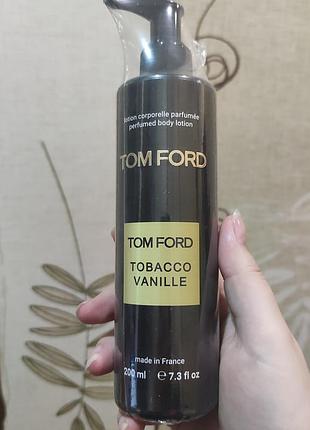 lotion corporelle parfumée
perfumed body lotion
TOM FORD
TOM FORD
TOBACCO
VANILLE
made in France
200 ml ℮ 7.3 fl oz